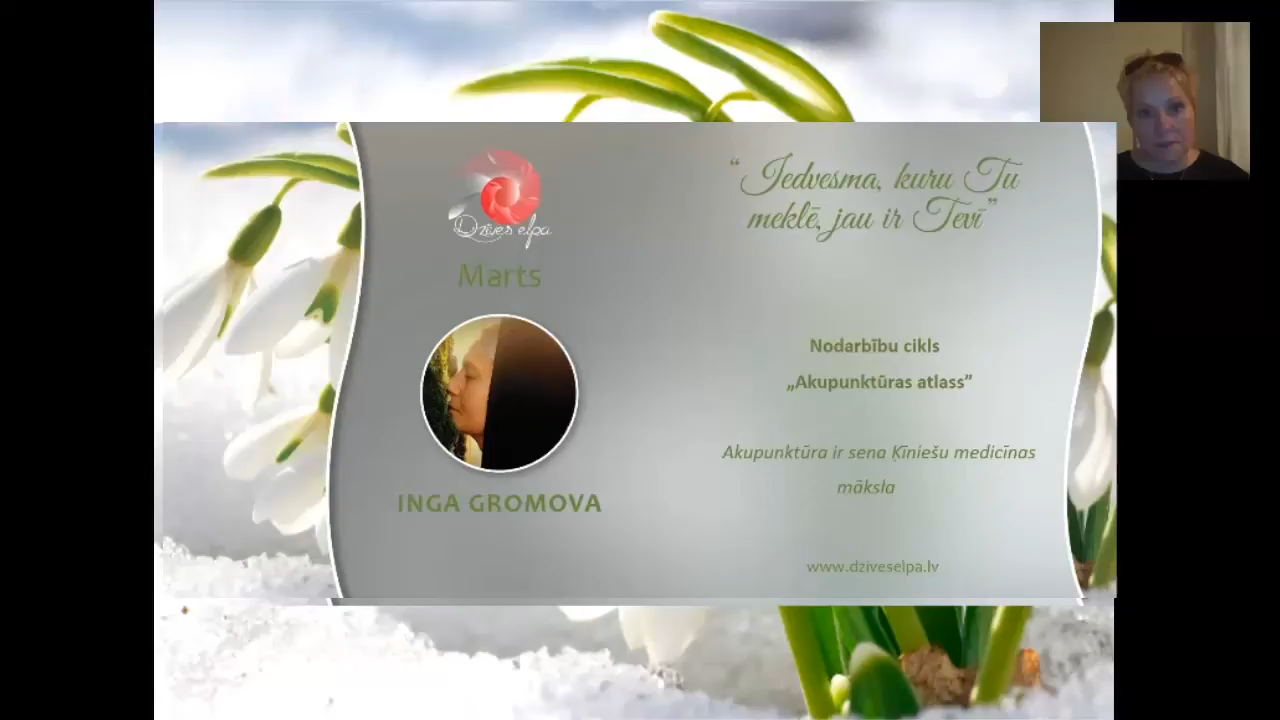 Dzīves elpa
Marts
INGA GROMOVA
“Iedvesma, kuru Tu
meklē, jau ir Tevī”
Nodarbību cikls
„Akupunktūras atlass”
Akupunktūra ir sena Ķīniešu medicīnas
māksla
www.dziveselpa.lv